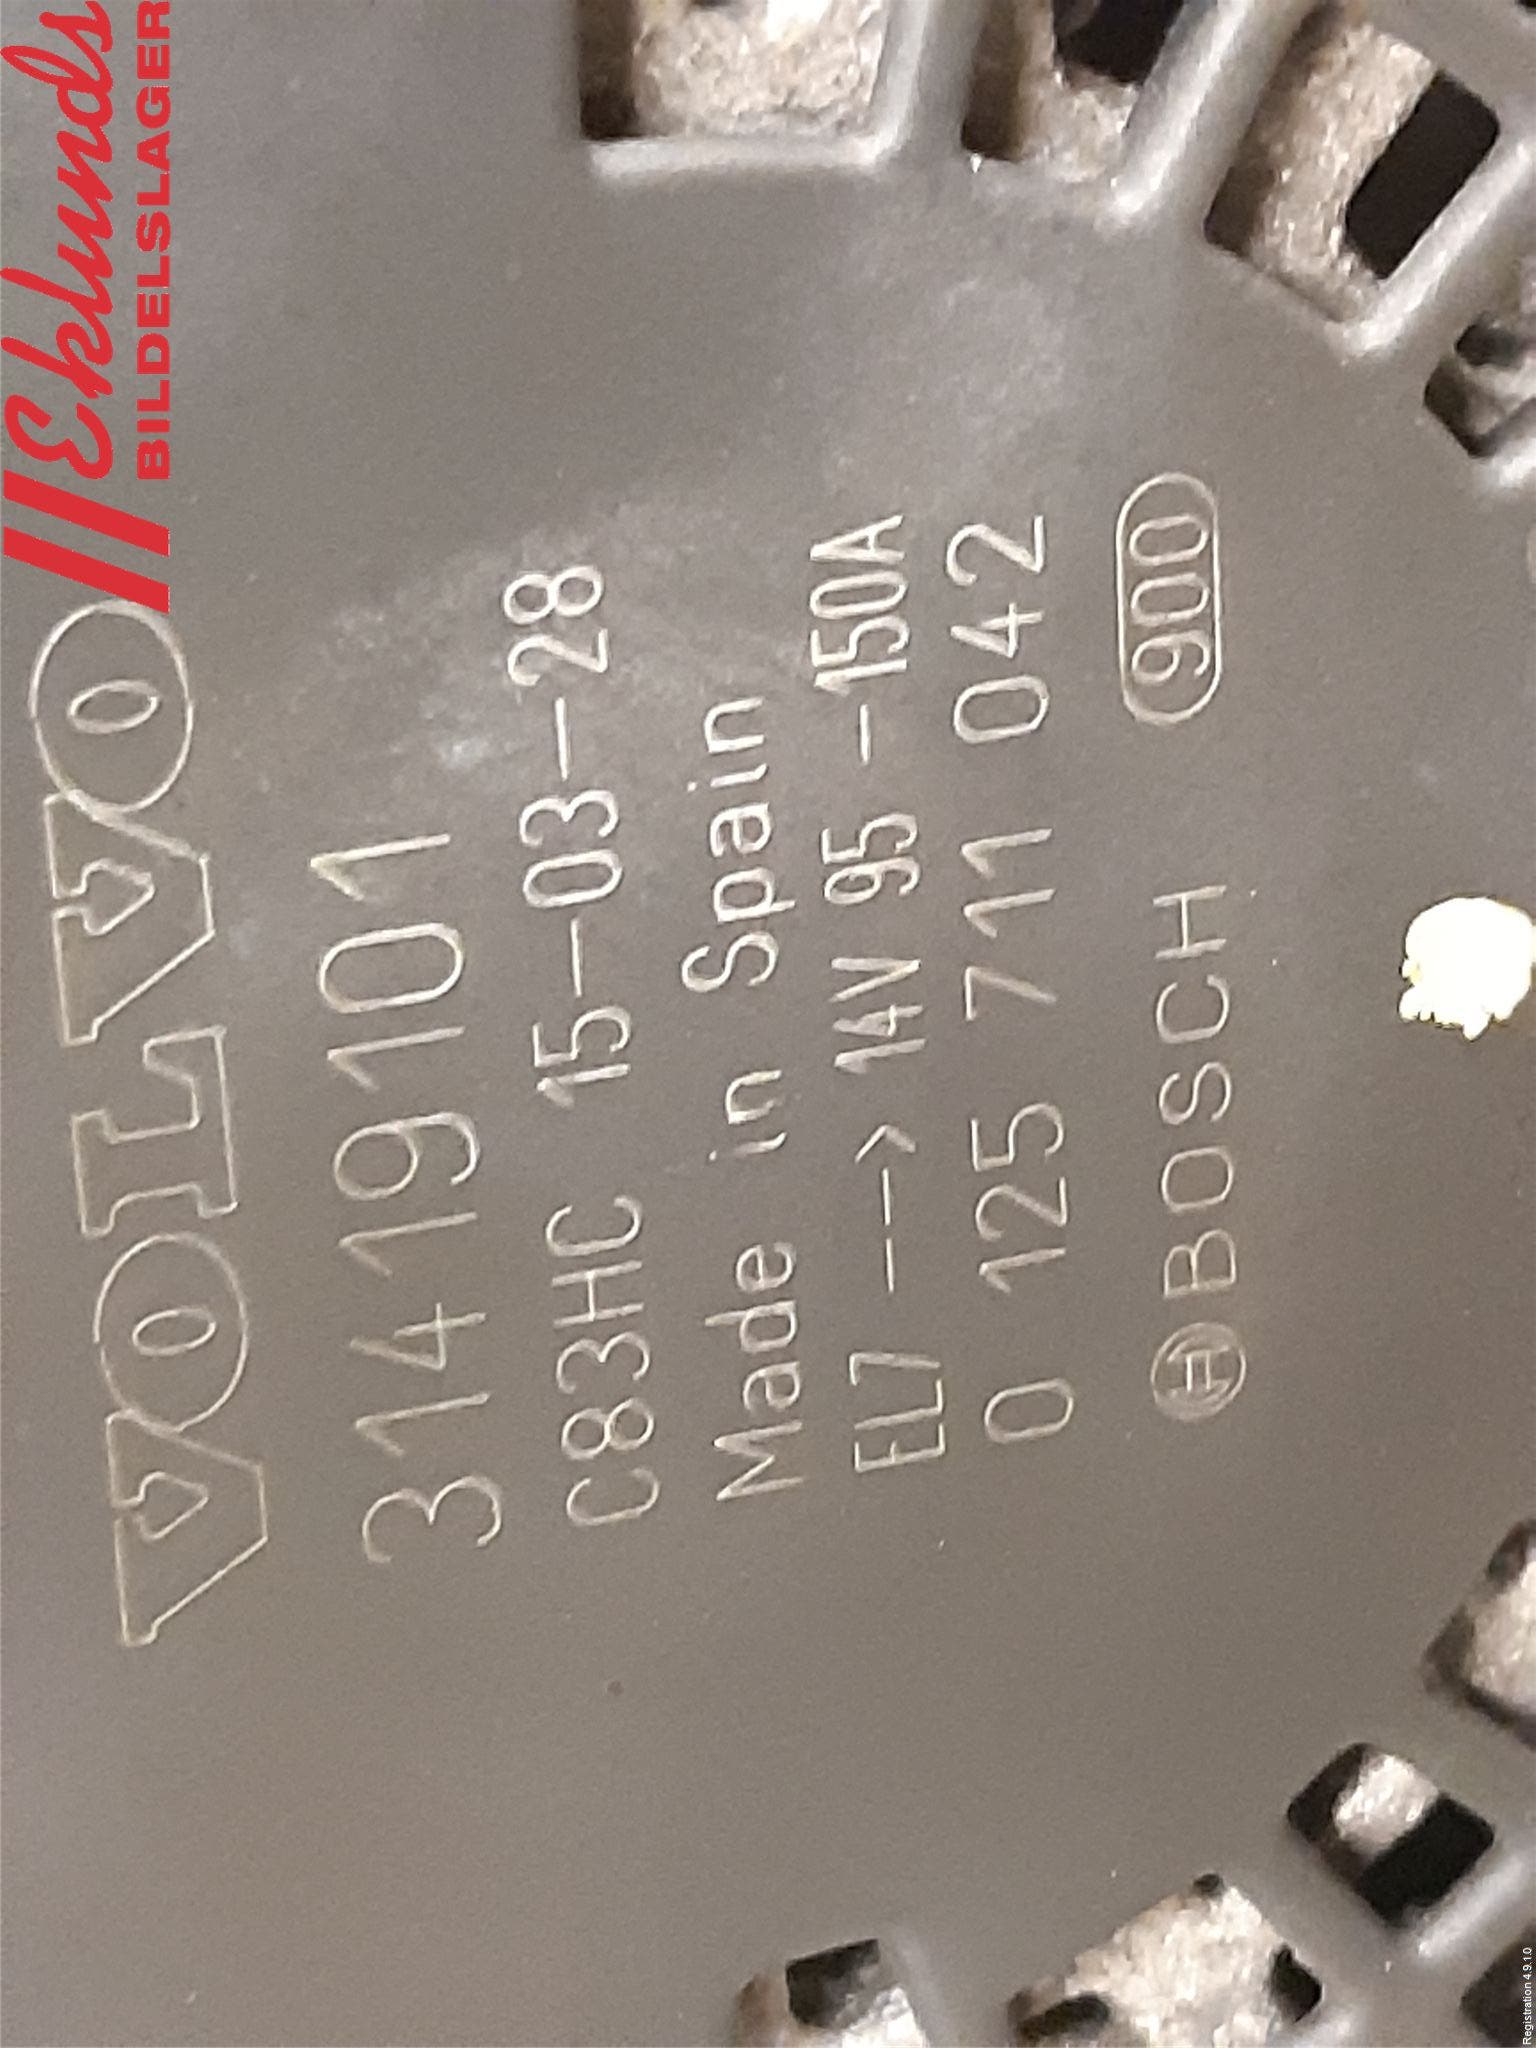 Eklunds
BILDELSLAGER
VOLVO
31419101
C83HC 15-03-28
Made in Spain
EL7 --> 14V 95-150A
0 125 711 042
BOSCH 900
Registration 4.9.1.0